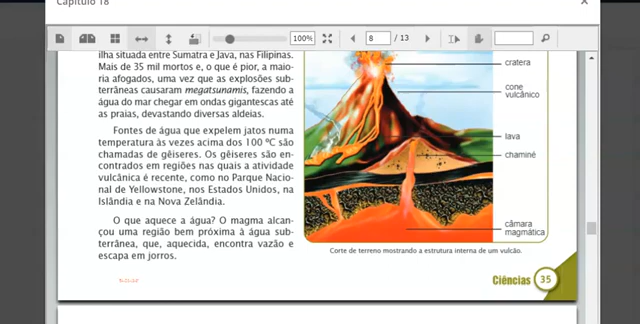 Capítulo 18
100%
8 / 13
ilha situada entre Sumatra e Java, nas Filipinas.
Mais de 35 mil mortos e, o que é pior, a maio-
ria afogados, uma vez que as explosões sub-
terrâneas causaram megatsunamis, fazendo a
água do mar chegar em ondas gigantescas até
as praias, devastando diversas aldeias.
Fontes de água que expelem jatos numa
temperatura às vezes acima dos 100 ºC são
chamadas de gêiseres. Os gêiseres são en-
contrados em regiões nas quais a atividade
vulcânica é recente, como no Parque Nacio-
nal de Yellowstone, nos Estados Unidos, na
Islândia e na Nova Zelândia.
O que aquece a água? O magma alcan-
çou uma região bem próxima à água sub-
terrânea, que, aquecida, encontra vazão e
escapa em jorros.
cratera
cone
vulcânico
lava
chaminé
câmara
magmática
Corte de terreno mostrando a estrutura interna de um vulcão.
Ciências 35